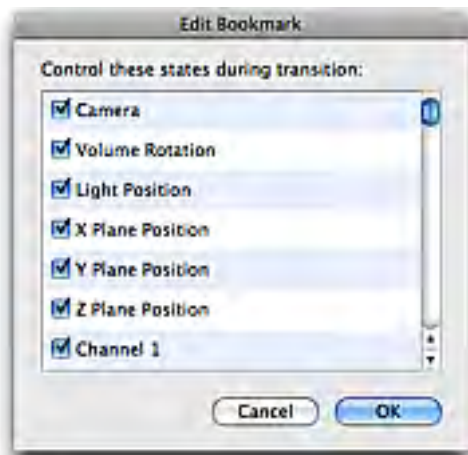 Edit Bookmark
Control these states during transition:
Camera
Volume Rotation
Light Position
X Plane Position
Y Plane Position
Z Plane Position
Channel 1
Cancel OK